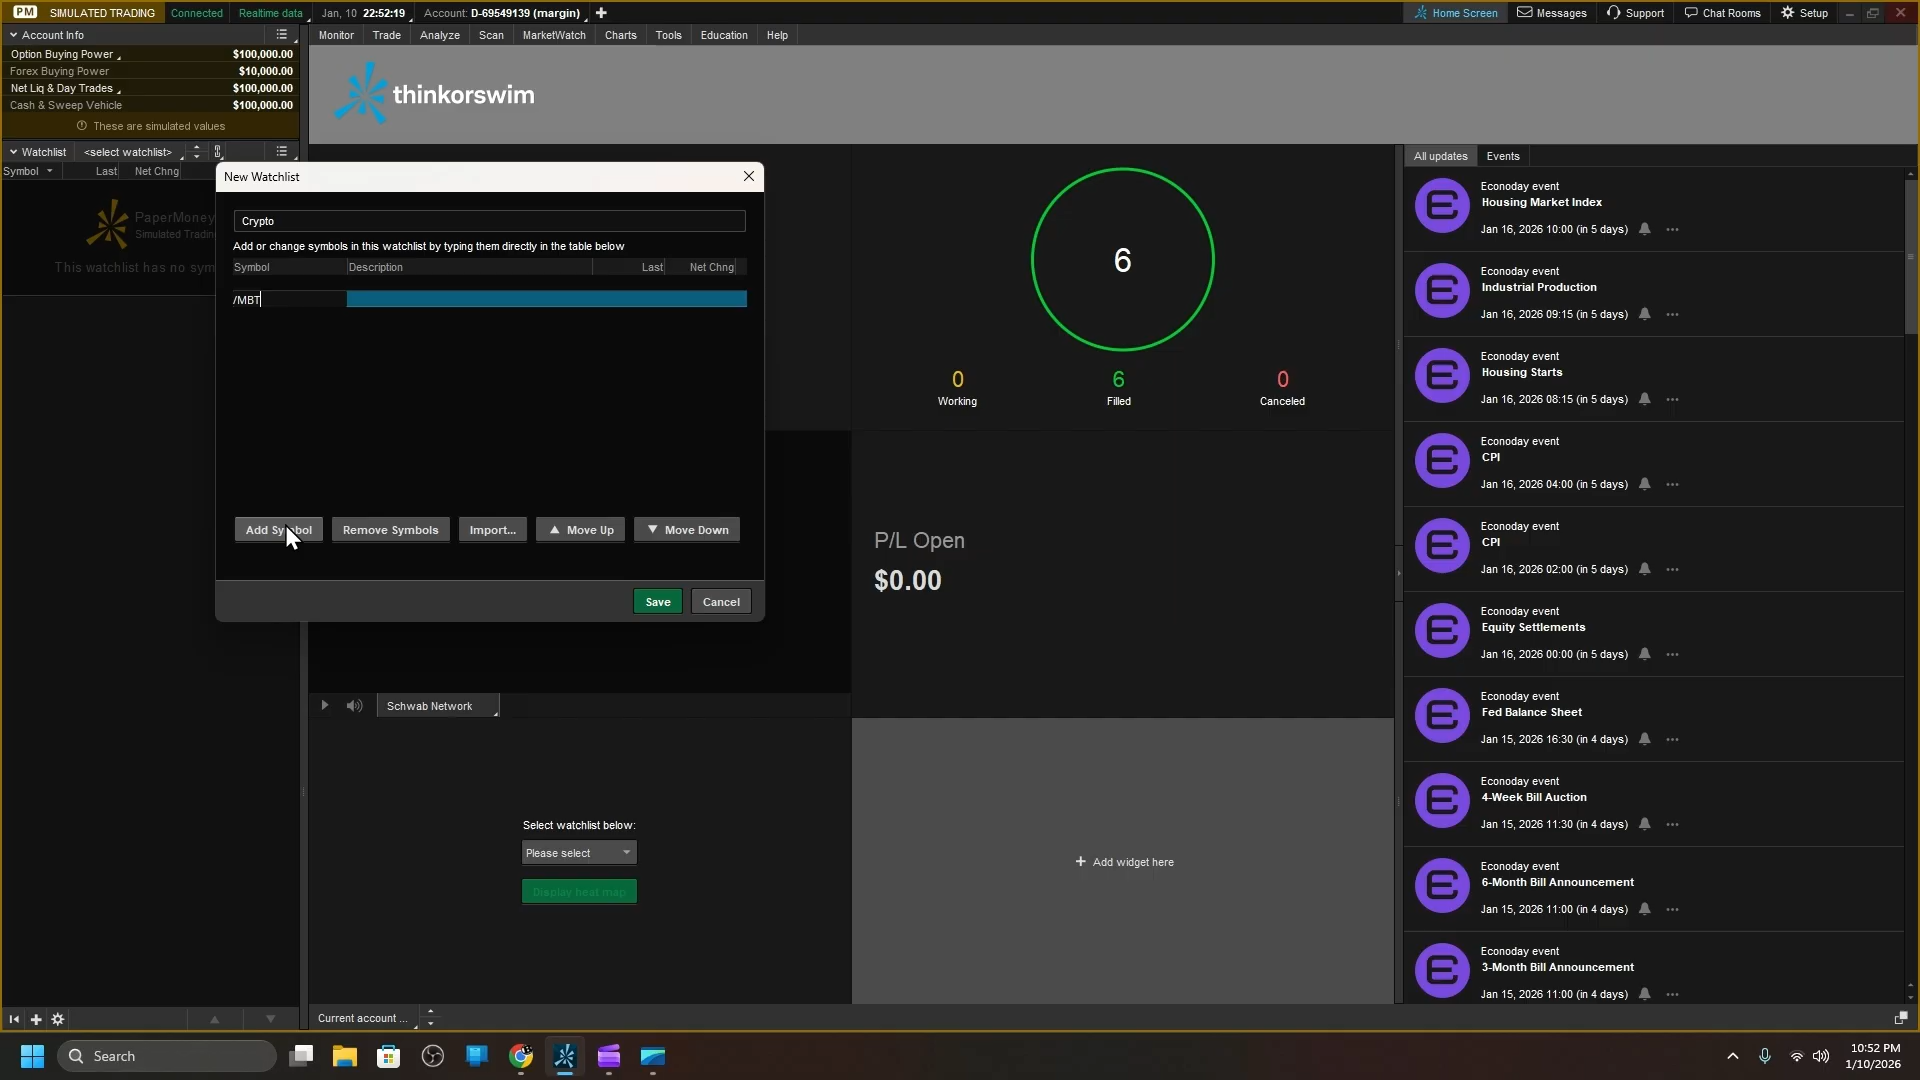 PM SIMULATED TRADING Connected Realtime data Jan, 10 22:52:19 Account: D-69549139 (margin)
Home Screen Messages Support Chat Rooms Setup
Account Info
Option Buying Power $100,000.00
Forex Buying Power $10,000.00
Net Liq & Day Trades $100,000.00
Cash & Sweep Vehicle $100,000.00
These are simulated values
Watchlist <select watchlist>
Symbol Last Net Chng
PaperMoney
Simulated Trading
This watchlist has no sym
Monitor Trade Analyze Scan MarketWatch Charts Tools Education Help
thinkorswim
New Watchlist
Crypto
Add or change symbols in this watchlist by typing them directly in the table below
Symbol Description Last Net Chng
/MBT
Add Symbol Remove Symbols Import... Move Up Move Down
Save Cancel
6
0 6 0
Working Filled Canceled
P/L Open
$0.00
Schwab Network
Select watchlist below:
Please select
Display heat map
Add widget here
Current account ...
All updates Events
Econoday event
Housing Market Index
Jan 16, 2026 10:00 (in 5 days)
Econoday event
Industrial Production
Jan 16, 2026 09:15 (in 5 days)
Econoday event
Housing Starts
Jan 16, 2026 08:15 (in 5 days)
Econoday event
CPI
Jan 16, 2026 04:00 (in 5 days)
Econoday event
CPI
Jan 16, 2026 02:00 (in 5 days)
Econoday event
Equity Settlements
Jan 16, 2026 00:00 (in 5 days)
Econoday event
Fed Balance Sheet
Jan 15, 2026 16:30 (in 4 days)
Econoday event
4-Week Bill Auction
Jan 15, 2026 11:30 (in 4 days)
Econoday event
6-Month Bill Announcement
Jan 15, 2026 11:00 (in 4 days)
Econoday event
3-Month Bill Announcement
Jan 15, 2026 11:00 (in 4 days)
Search
10:52 PM
1/10/2026